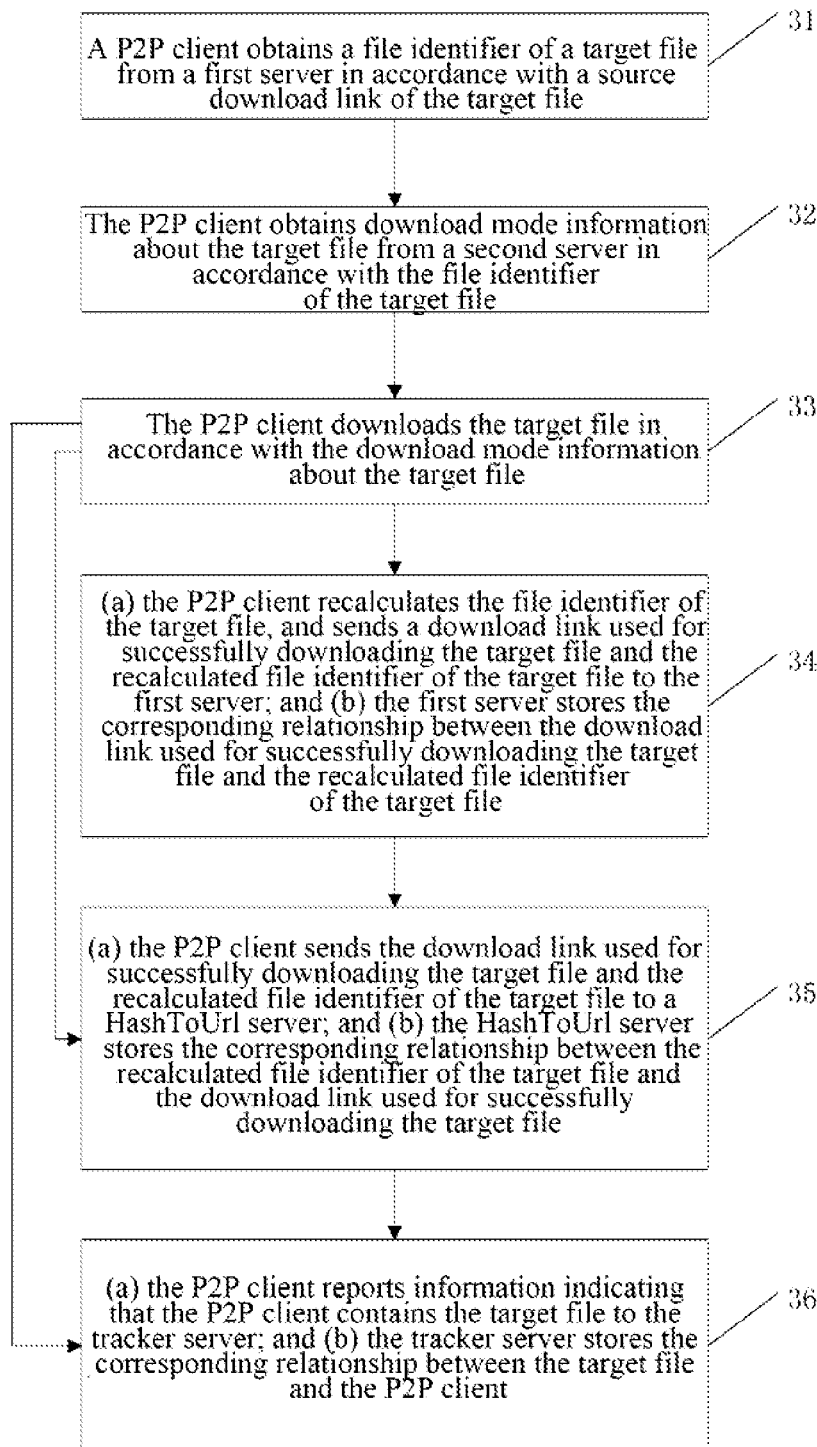 A P2P client obtains a file identifier of a target file
from a first server in accordance with a source
download link of the target file
31
The P2P client obtains download mode information
about the target file from a second server in
accordance with the file identifier
of the target file
32
The P2P client downloads the target file in
accordance with the download mode information
about the target file
33
(a) the P2P client recalculates the file identifier of
the target file, and sends a download link used for
successfully downloading the target file and the
recalculated file identifier of the target file to the
first server; and (b) the first server stores the
corresponding relationship between the download
link used for successfully downloading the target
file and the recalculated file identifier
of the target file
34
(a) the P2P client sends the download link used for
successfully downloading the target file and the
recalculated file identifier of the target file to a
HashToUrl server; and (b) the HashToUrl server
stores the corresponding relationship between the
recalculated file identifier of the target file and
the download link used for successfully
downloading the target file
35
(a) the P2P client reports information indicating
that the P2P client contains the target file to the
tracker server; and (b) the tracker server stores the
corresponding relationship between the target file
and the P2P client
36